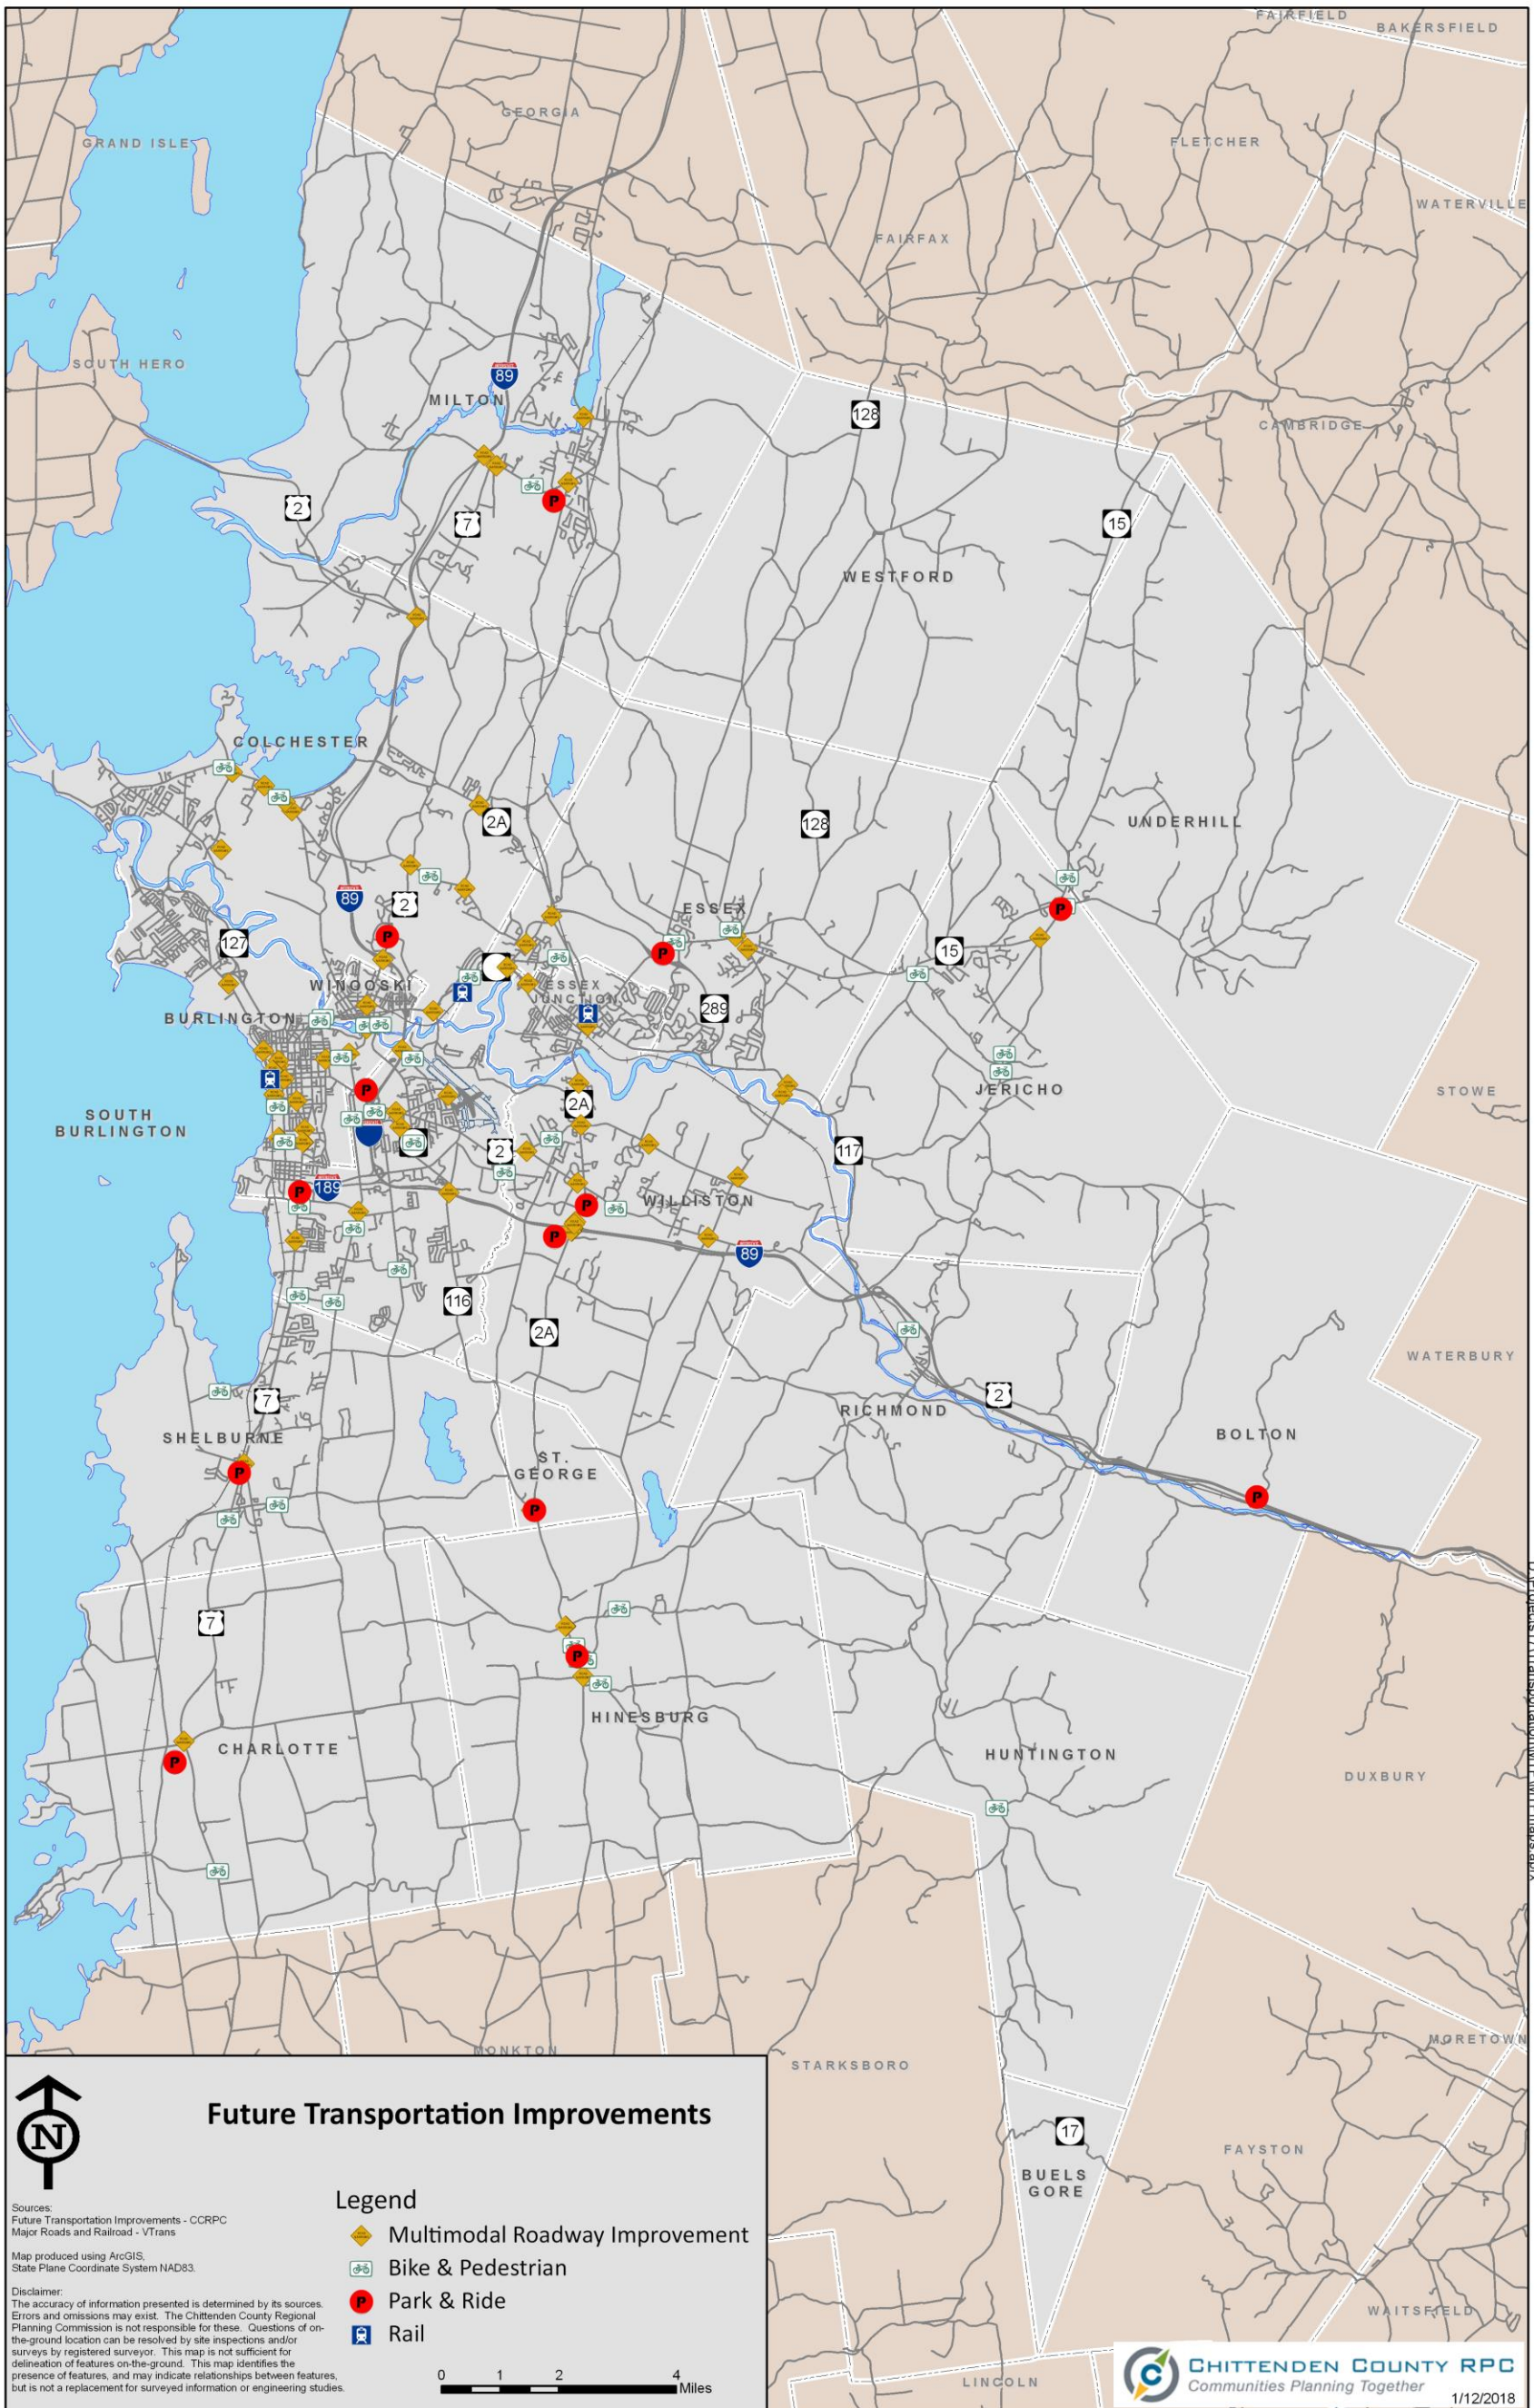 FAIRFIELD
BAKERSFIELD
GEORGIA
GRAND ISLE
FLETCHER
WATERVILLE
FAIRFAX
SOUTH HERO
89
MILTON
128
CAMBRIDGE
2
7
15
WESTFORD
COLCHESTER
2A
128
UNDERHILL
89
2
ESSEX
127
15
WINOOSKI
ESSEX
JUNCTION
289
BURLINGTON
JERICHO
STOWE
2A
SOUTH
BURLINGTON
2
117
189
WILLISTON
89
116
2A
WATERBURY
7
2
RICHMOND
BOLTON
SHELBURNE
ST.
GEORGE
7
HINESBURG
CHARLOTTE
HUNTINGTON
DUXBURY
MONKTON
STARKSBORO
MORETOWN
17
FAYSTON
BUELS
GORE
WAITSFIELD
LINCOLN
Future Transportation Improvements
N
Sources:
Future Transportation Improvements - CCRPC
Major Roads and Railroad - VTrans
Map produced using ArcGIS,
State Plane Coordinate System NAD83.
Disclaimer:
The accuracy of information presented is determined by its sources.
Errors and omissions may exist. The Chittenden County Regional
Planning Commission is not responsible for these. Questions of on-
the-ground location can be resolved by site inspections and/or
surveys by registered surveyor. This map is not sufficient for
delineation of features on-the-ground. This map identifies the
presence of features, and may indicate relationships between features,
but is not a replacement for surveyed information or engineering studies.
Legend
Multimodal Roadway Improvement
Bike & Pedestrian
P Park & Ride
Rail
0 1 2 4
Miles
CHITTENDEN COUNTY RPC
Communities Planning Together
1/12/2018